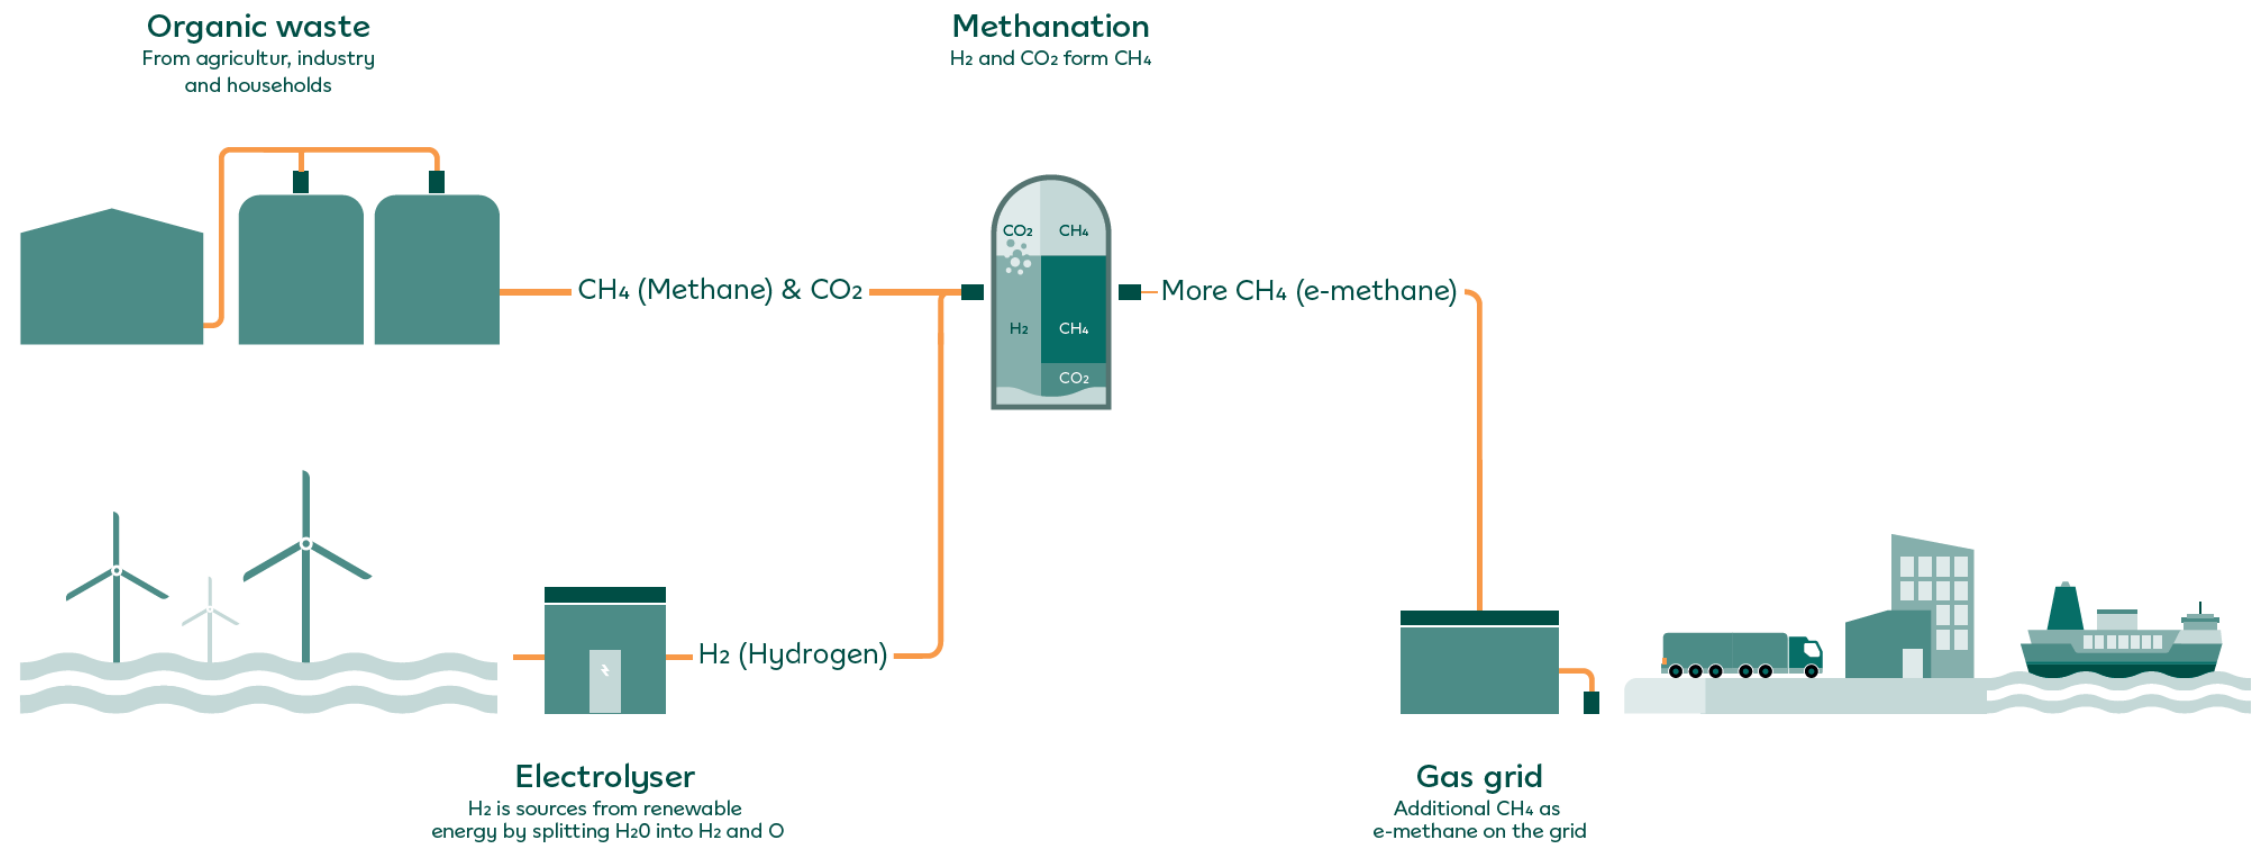 Organic waste
From agricultur, industry
and households
Methanation
H₂ and CO₂ form CH₄
CO₂
CH₄
CH₄ (Methane) & CO₂
More CH₄ (e-methane)
H₂
CH₄
CO₂
H₂ (Hydrogen)
Electrolyser
H₂ is sources from renewable
energy by splitting H₂0 into H₂ and O
Gas grid
Additional CH₄ as
e-methane on the grid